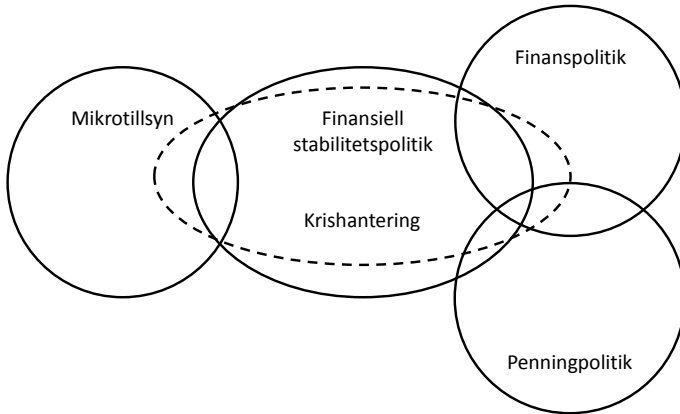 Finanspolitik
Mikrotillsyn
Finansiell
stabilitetspolitik
Krishantering
Penningpolitik